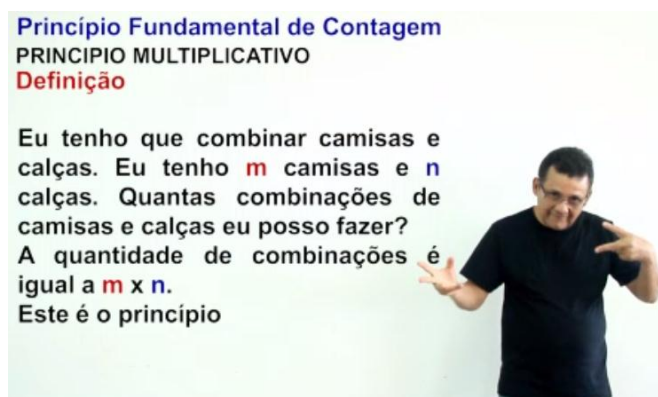 Princípio Fundamental de Contagem
PRINCIPIO MULTIPLICATIVO
Definição
Eu tenho que combinar camisas e
calças. Eu tenho m camisas e n
calças. Quantas combinações de
camisas e calças eu posso fazer?
A quantidade de combinações é
igual a m x n.
Este é o princípio